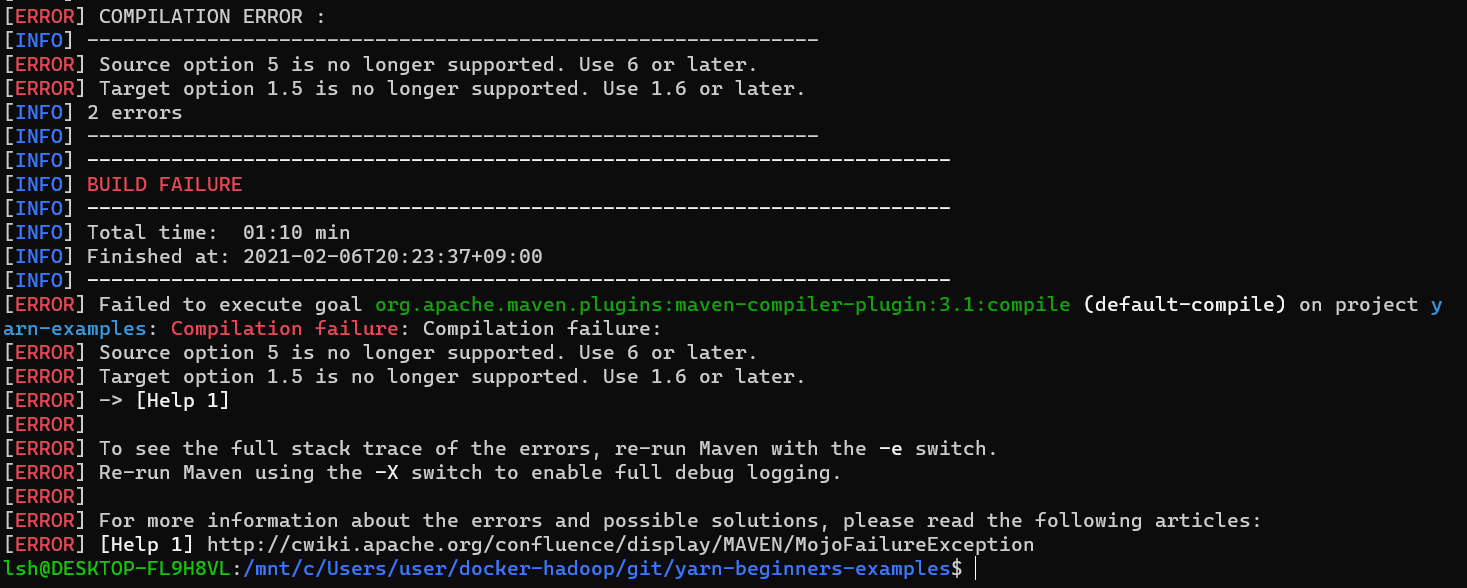 [ERROR] COMPILATION ERROR :
[INFO] -------------------------------------------------------------
[ERROR] Source option 5 is no longer supported. Use 6 or later.
[ERROR] Target option 1.5 is no longer supported. Use 1.6 or later.
[INFO] 2 errors
[INFO] -------------------------------------------------------------
[INFO] ------------------------------------------------------------------------
[INFO] BUILD FAILURE
[INFO] ------------------------------------------------------------------------
[INFO] Total time:  01:10 min
[INFO] Finished at: 2021-02-06T20:23:37+09:00
[INFO] ------------------------------------------------------------------------
[ERROR] Failed to execute goal org.apache.maven.plugins:maven-compiler-plugin:3.1:compile (default-compile) on project y
arn-examples: Compilation failure: Compilation failure:
[ERROR] Source option 5 is no longer supported. Use 6 or later.
[ERROR] Target option 1.5 is no longer supported. Use 1.6 or later.
[ERROR] -> [Help 1]
[ERROR]
[ERROR] To see the full stack trace of the errors, re-run Maven with the -e switch.
[ERROR] Re-run Maven using the -X switch to enable full debug logging.
[ERROR]
[ERROR] For more information about the errors and possible solutions, please read the following articles:
[ERROR] [Help 1] http://cwiki.apache.org/confluence/display/MAVEN/MojoFailureException
lsh@DESKTOP-FL9H8VL:/mnt/c/Users/user/docker-hadoop/git/yarn-beginners-examples$